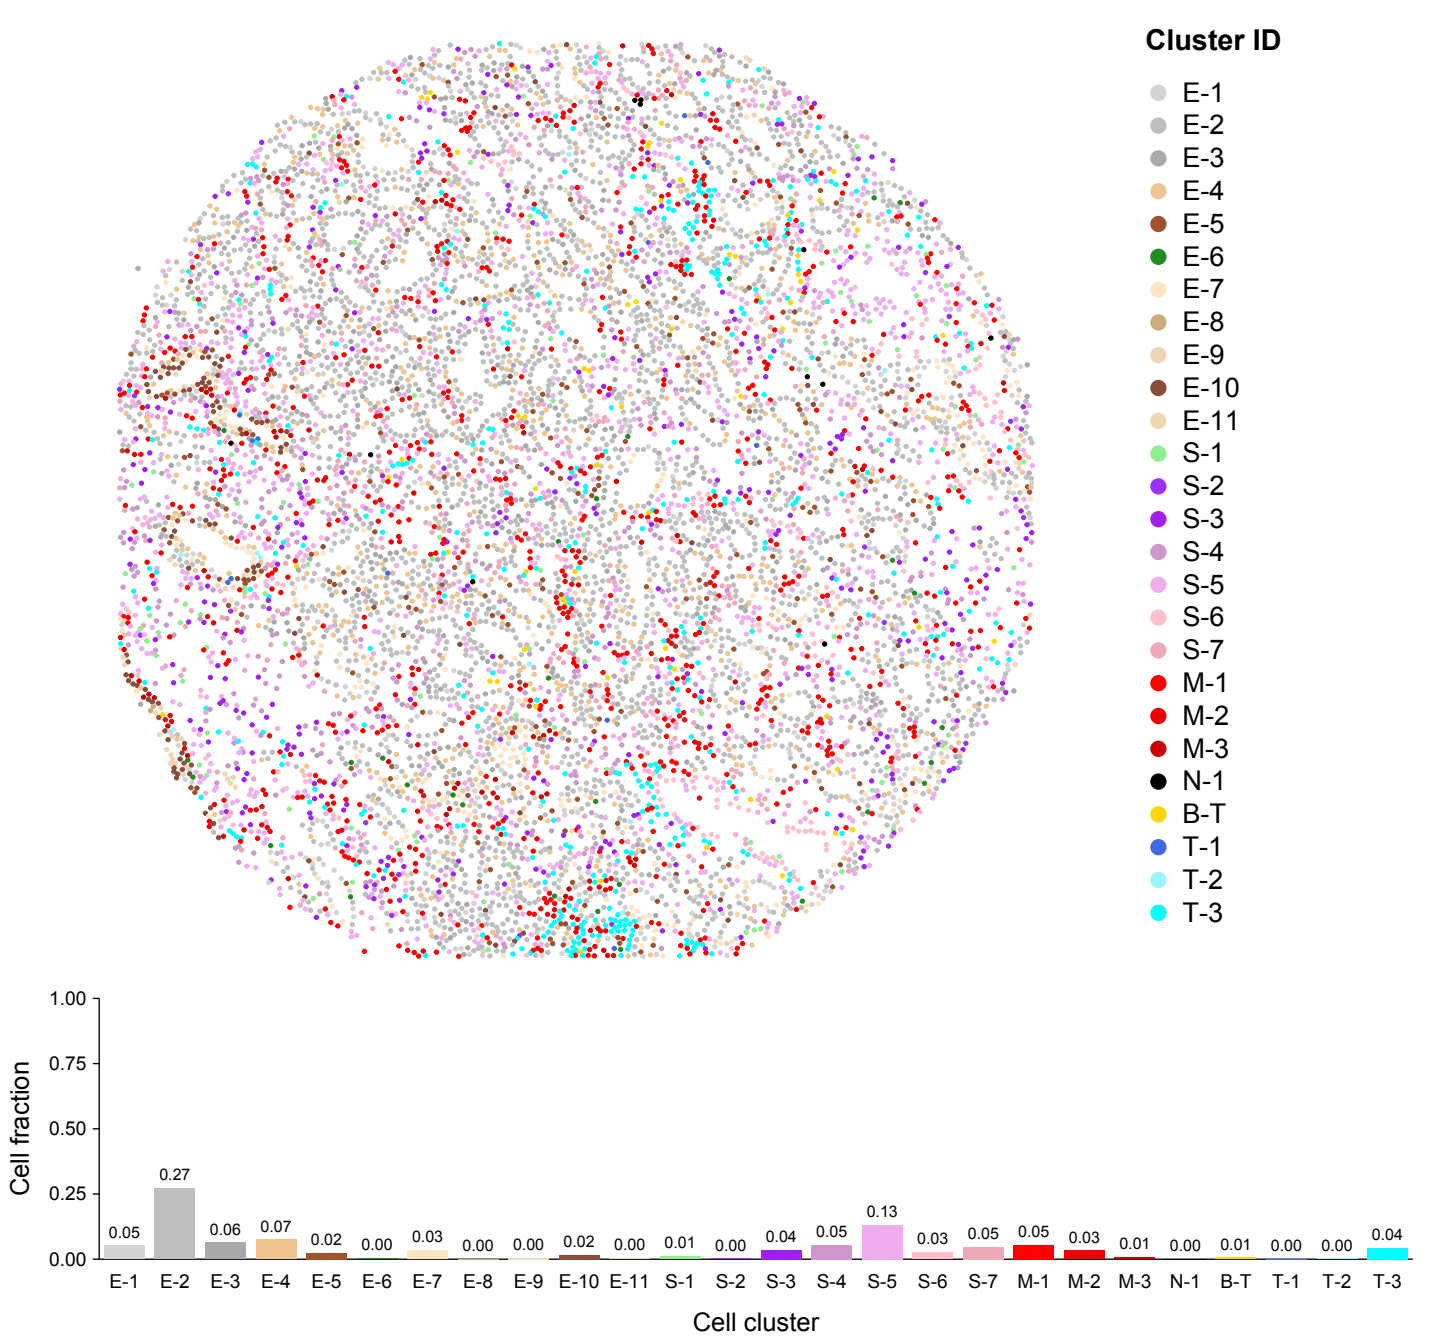 Cluster ID
E-1
E-2
E-3
E-4
E-5
E-6
E-7
E-8
E-9
E-10
E-11
S-1
S-2
S-3
S-4
S-5
S-6
S-7
M-1
M-2
M-3
N-1
B-T
T-1
T-2
T-3
1.00
0.75
0.50
0.25
0.00
Cell fraction
0.05 0.27 0.06 0.07 0.02 0.00 0.03 0.00 0.00 0.02 0.00 0.01 0.00 0.04 0.05 0.13 0.03 0.05 0.05 0.03 0.01 0.00 0.01 0.00 0.00 0.04
E-1 E-2 E-3 E-4 E-5 E-6 E-7 E-8 E-9 E-10 E-11 S-1 S-2 S-3 S-4 S-5 S-6 S-7 M-1 M-2 M-3 N-1 B-T T-1 T-2 T-3
Cell cluster